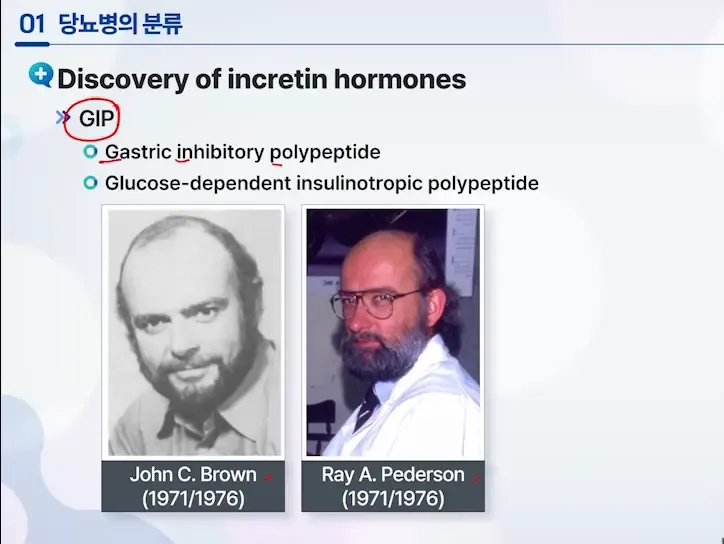 01 당뇨병의 분류
Discovery of incretin hormones
GIP
Gastric inhibitory polypeptide
Glucose-dependent insulinotropic polypeptide
John C. Brown
(1971/1976)
Ray A. Pederson
(1971/1976)